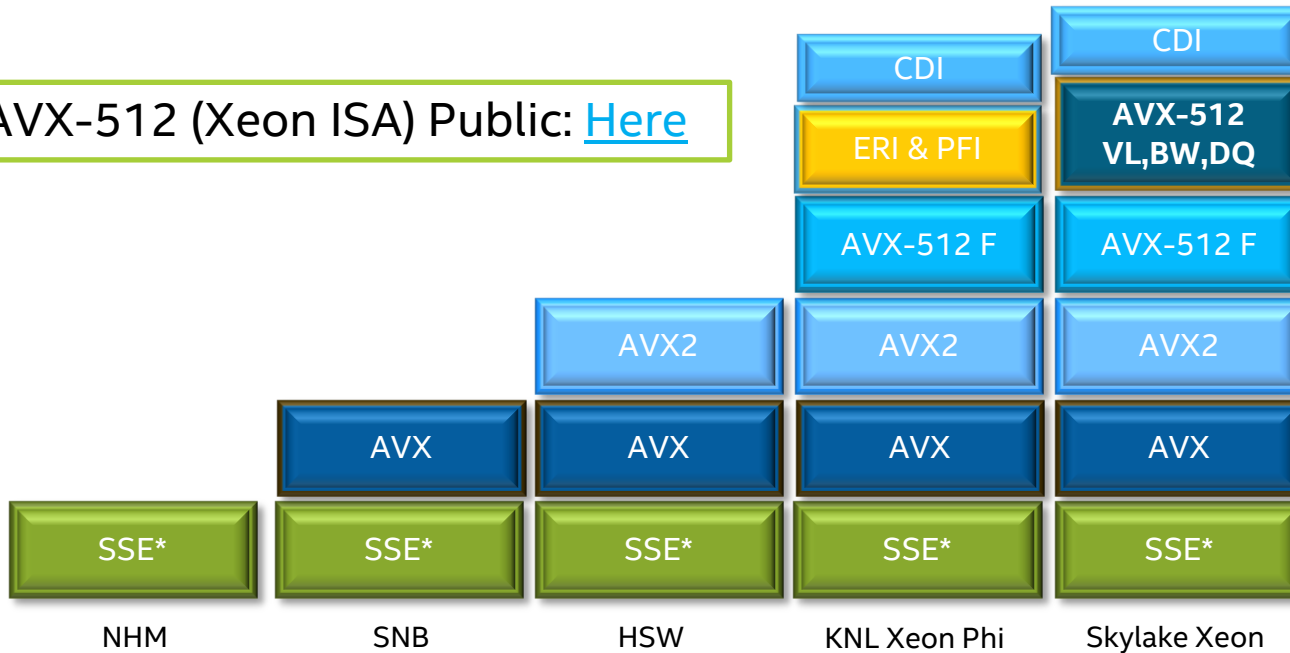 AVX-512 (Xeon ISA) Public: Here
CDI
CDI
ERI & PFI
AVX-512
VL,BW,DQ
AVX-512 F
AVX-512 F
AVX2
AVX2
AVX2
AVX
AVX
AVX
AVX
SSE*
SSE*
SSE*
SSE*
SSE*
NHM
SNB
HSW
KNL Xeon Phi
Skylake Xeon